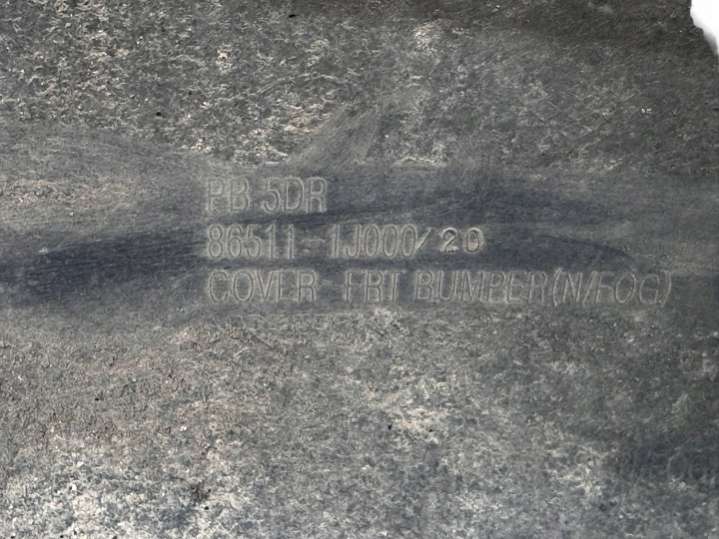 PB 5DR
86511-1J000/20
COVER-FRT BUMPER(N/FOG)